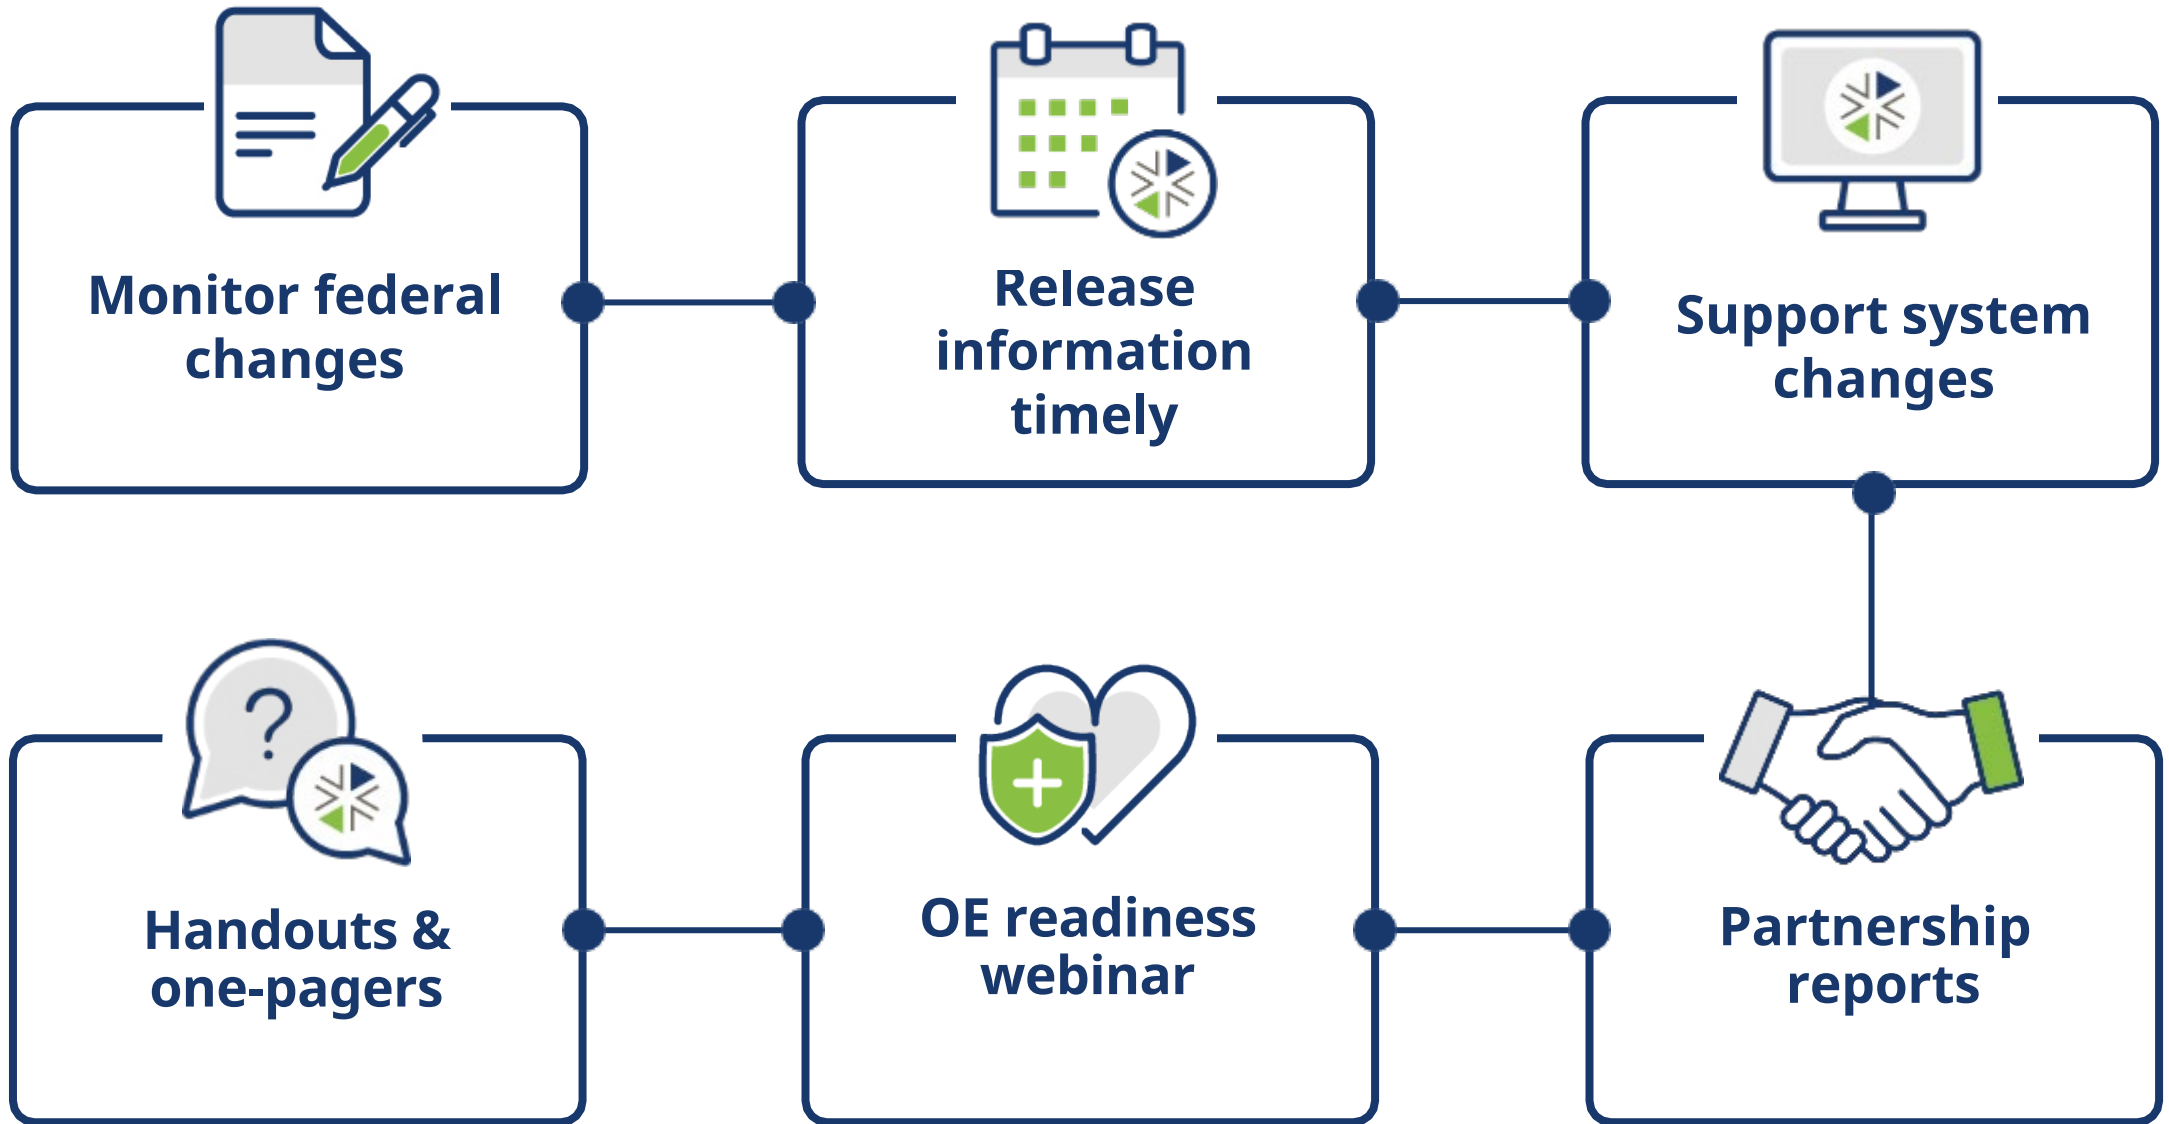 Monitor federal
changes
Release
information
timely
Support system
changes
?
Handouts &
one-pagers
OE readiness
webinar
Partnership
reports